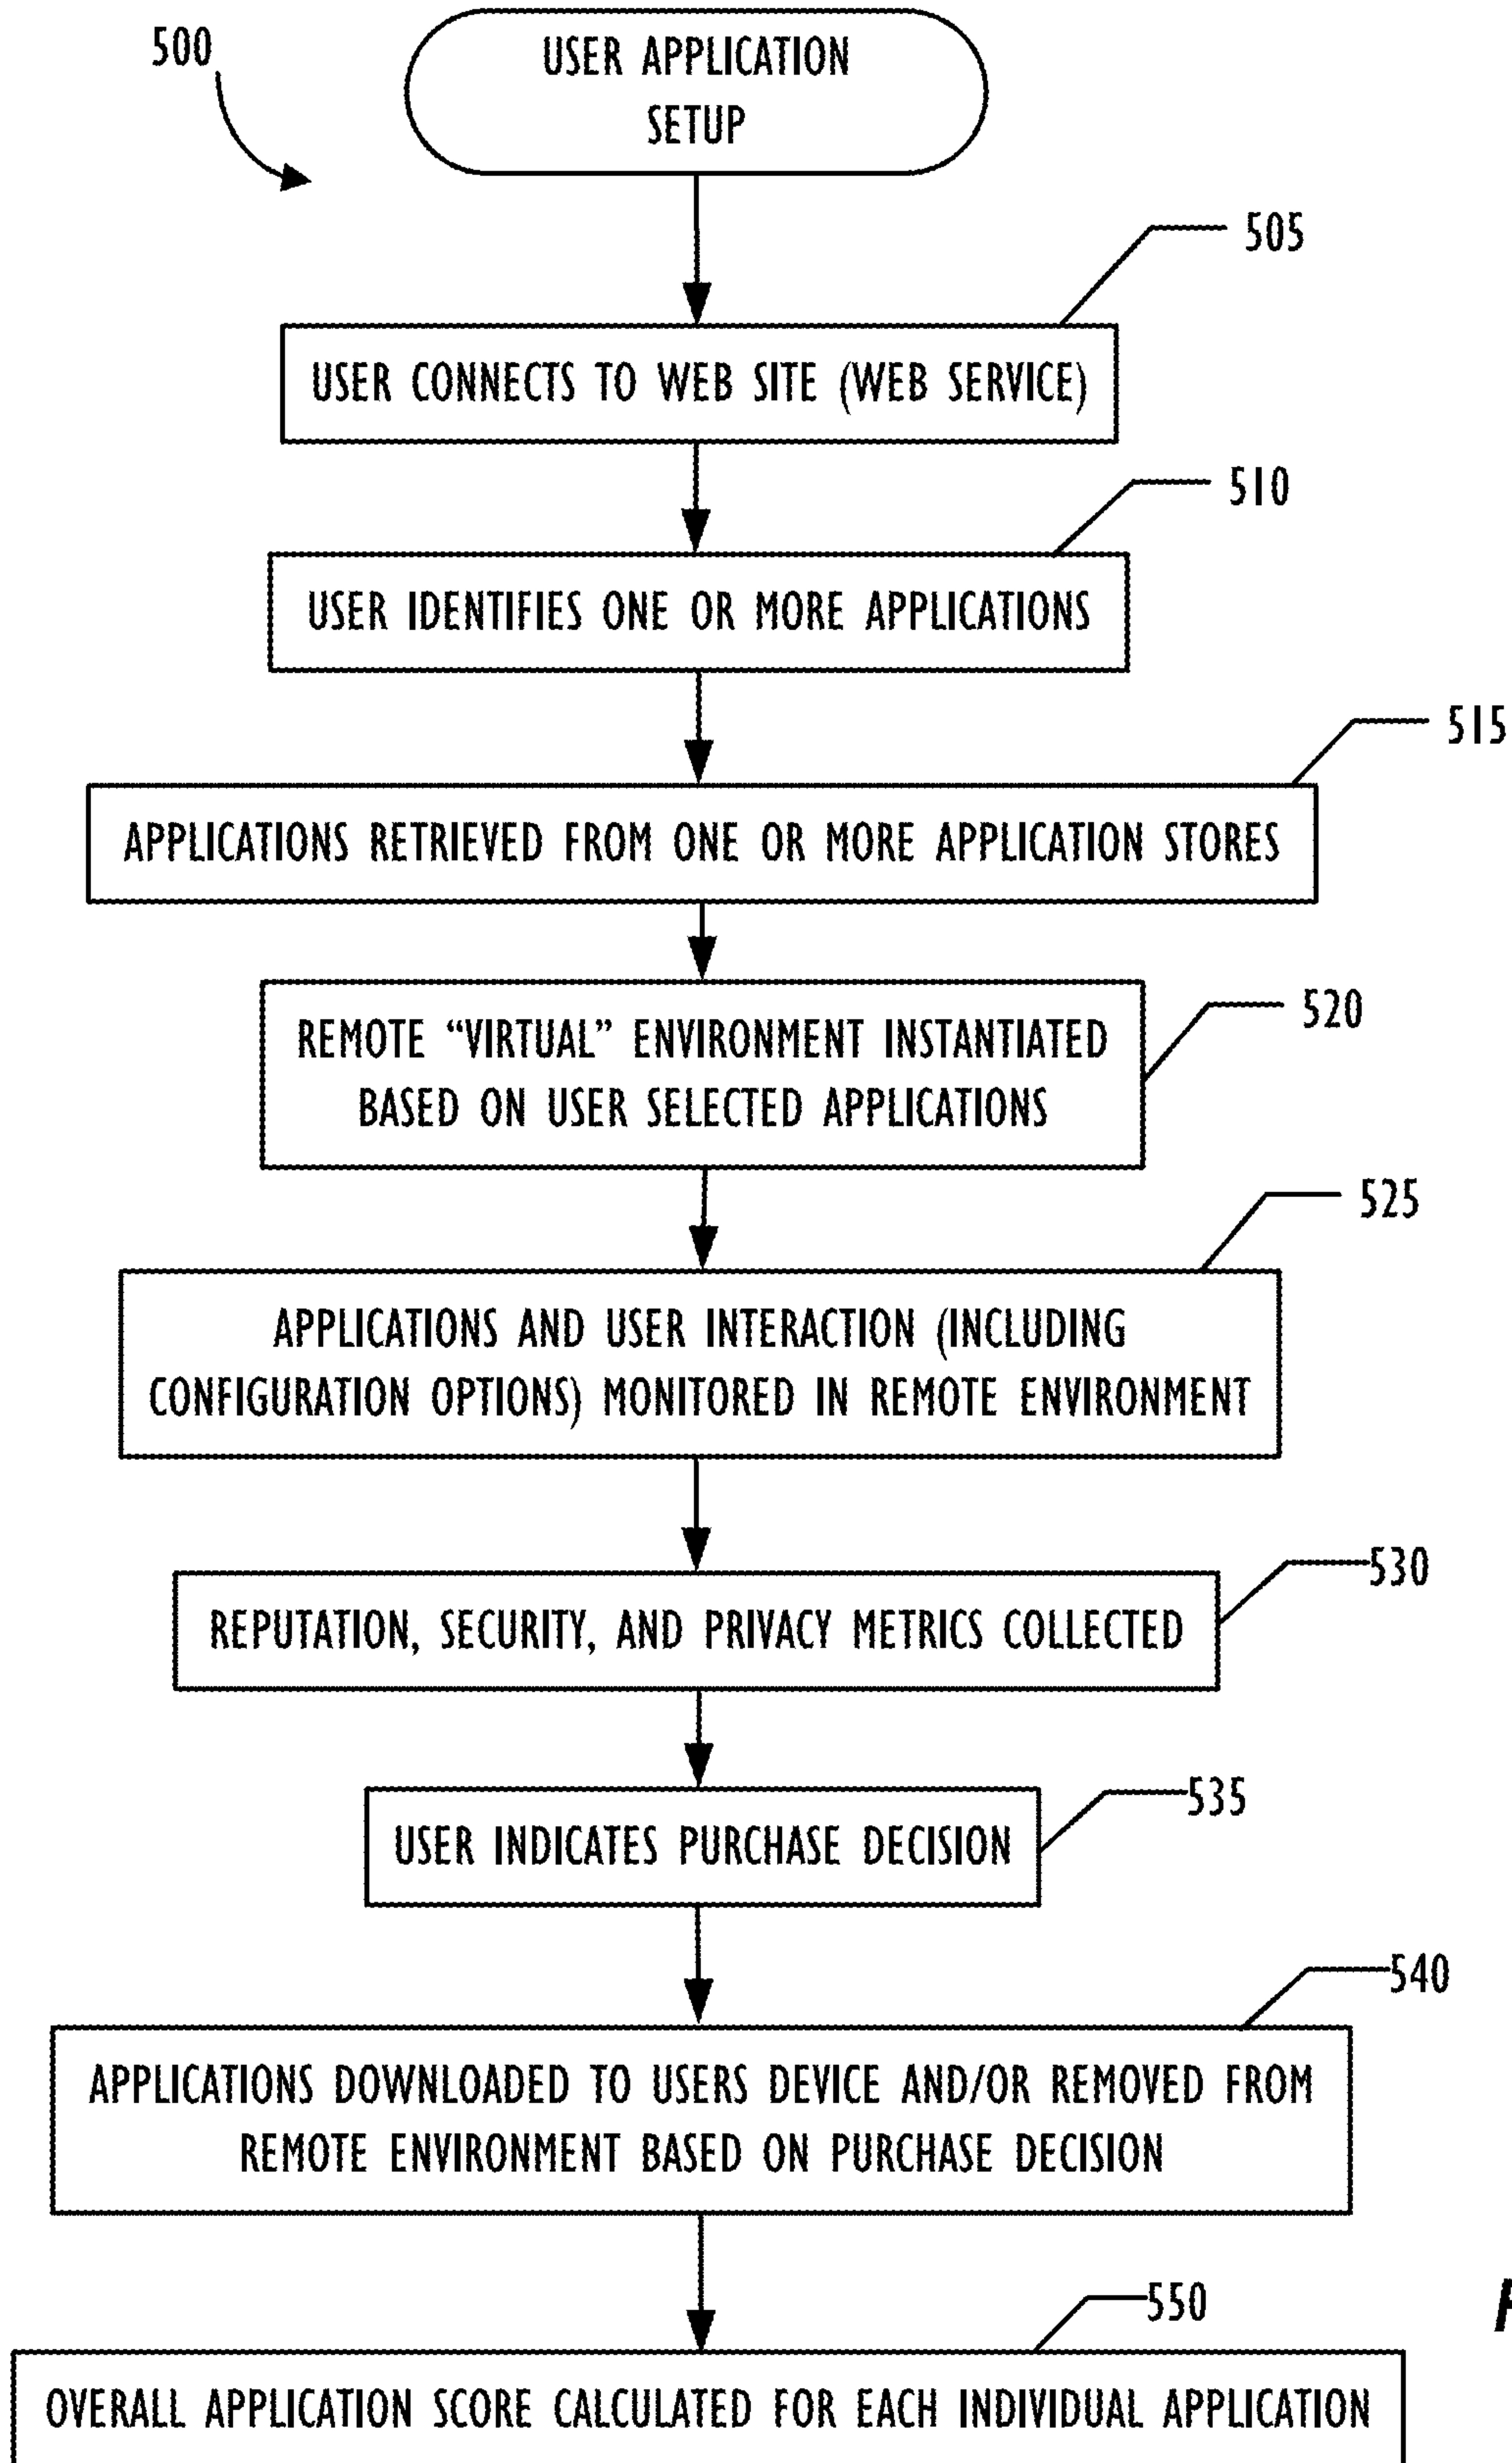 500
USER APPLICATION
SETUP
505
USER CONNECTS TO WEB SITE (WEB SERVICE)
510
USER IDENTIFIES ONE OR MORE APPLICATIONS
515
APPLICATIONS RETRIEVED FROM ONE OR MORE APPLICATION STORES
520
REMOTE “VIRTUAL” ENVIRONMENT INSTANTIATED
BASED ON USER SELECTED APPLICATIONS
525
APPLICATIONS AND USER INTERACTION (INCLUDING
CONFIGURATION OPTIONS) MONITORED IN REMOTE ENVIRONMENT
530
REPUTATION, SECURITY, AND PRIVACY METRICS COLLECTED
535
USER INDICATES PURCHASE DECISION
540
APPLICATIONS DOWNLOADED TO USERS DEVICE AND/OR REMOVED FROM
REMOTE ENVIRONMENT BASED ON PURCHASE DECISION
550
OVERALL APPLICATION SCORE CALCULATED FOR EACH INDIVIDUAL APPLICATION